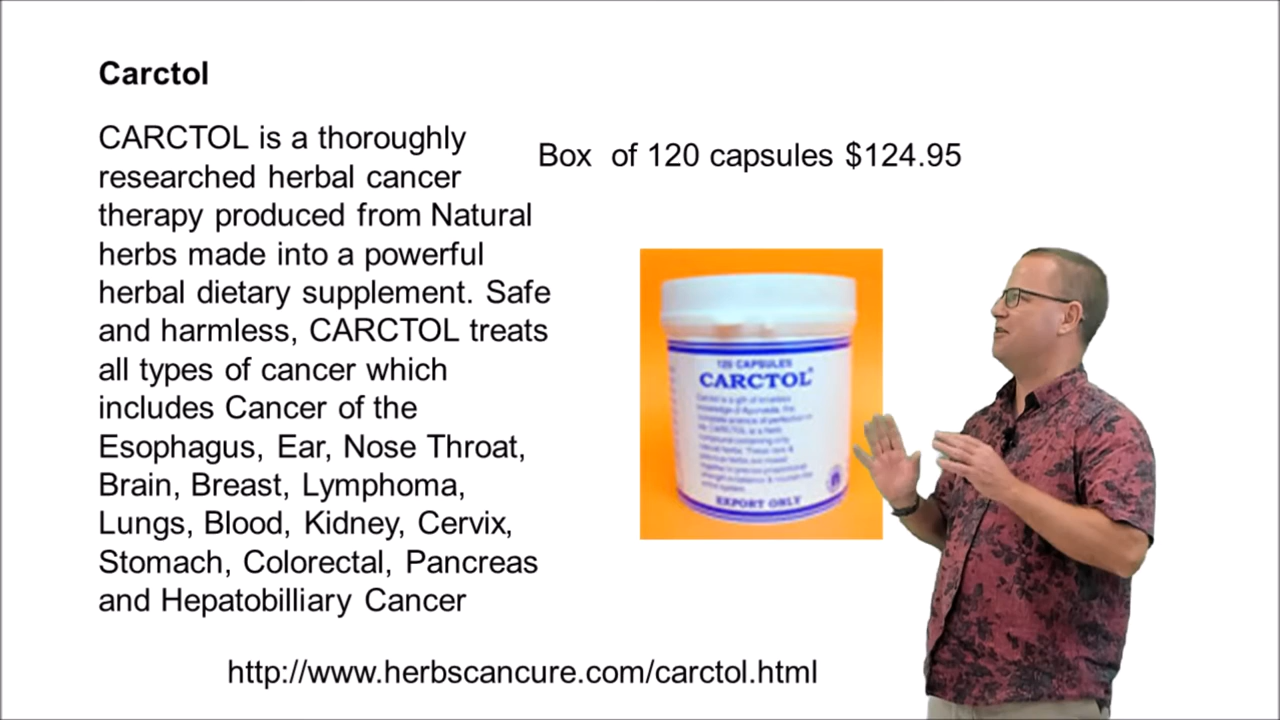 Carctol
CARCTOL is a thoroughly
researched herbal cancer
therapy produced from Natural
herbs made into a powerful
herbal dietary supplement. Safe
and harmless, CARCTOL treats
all types of cancer which
includes Cancer of the
Esophagus, Ear, Nose Throat,
Brain, Breast, Lymphoma,
Lungs, Blood, Kidney, Cervix,
Stomach, Colorectal, Pancreas
and Hepatobilliary Cancer
Box of 120 capsules $124.95
120 CAPSULES
CARCTOL
EXPORT ONLY
http://www.herbscancure.com/carctol.html